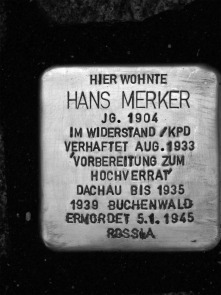 HIER WOHNTE
HANS MERKER
JG. 1904
IM WIDERSTAND/KPD
VERHAFTET AUG. 1933
'VORBEREITUNG ZUM
HOCHVERRAT'
DACHAU BIS 1935
1939 BUCHENWALD
ERMORDET 5.1. 1945
ROSSLA